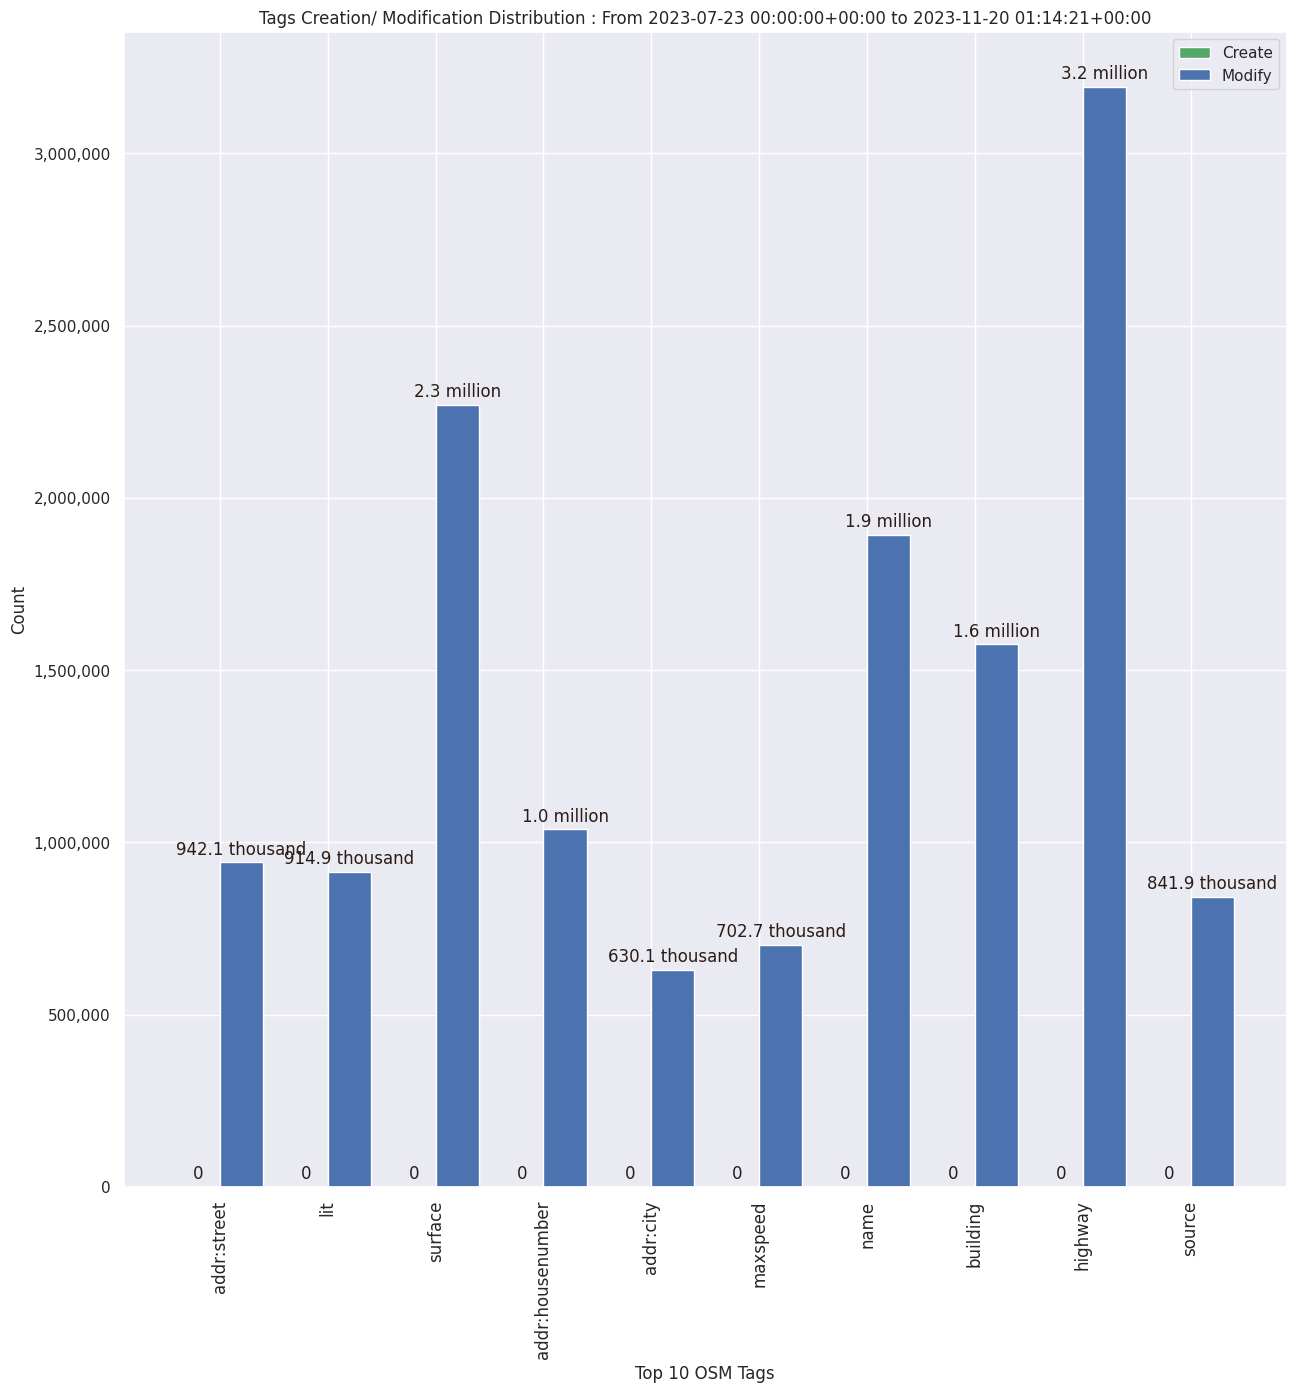 Tags Creation/ Modification Distribution : From 2023-07-23 00:00:00+00:00 to 2023-11-20 01:14:21+00:00
Create
Modify
3.2 million
3,000,000
2,500,000
2.3 million
2,000,000
1.9 million
1.6 million
1,500,000
1.0 million
1,000,000
942.1 thousand
914.9 thousand
841.9 thousand
702.7 thousand
630.1 thousand
500,000
0 0 0 0 0 0 0 0 0 0
0
Count
addr:street
lit
surface
addr:housenumber
addr:city
maxspeed
name
building
highway
source
Top 10 OSM Tags